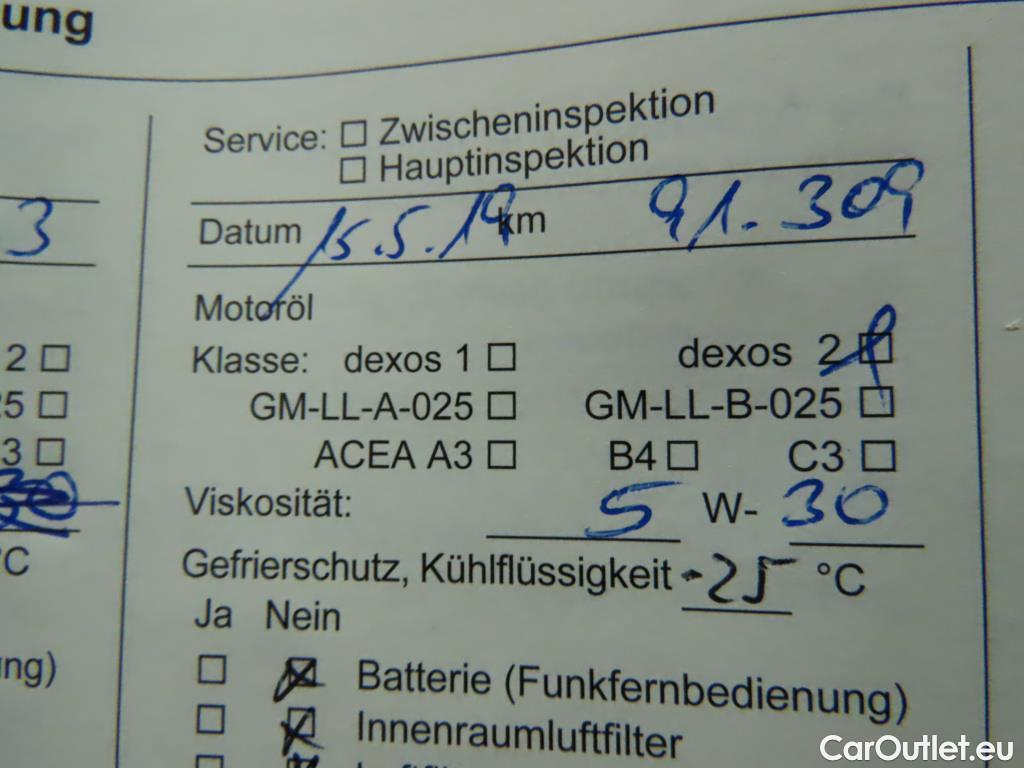 ung
Service: ☐ Zwischeninspektion
☐ Hauptinspektion
3
Datum 15.5.19 km 91.309
Motoröl
2 ☐
Klasse: dexos 1 ☐ dexos 2 ☒
25 ☐
GM-LL-A-025 ☐ GM-LL-B-025 ☐
3 ☐
ACEA A3 ☐ B4 ☐ C3 ☐
Viskosität: 5 W- 30
°C
Gefrierschutz, Kühlflüssigkeit -25 °C
Ja Nein
ung)
☐ ☒ Batterie (Funkfernbedienung)
☐ ☒ Innenraumluftfilter
CarOutlet.eu